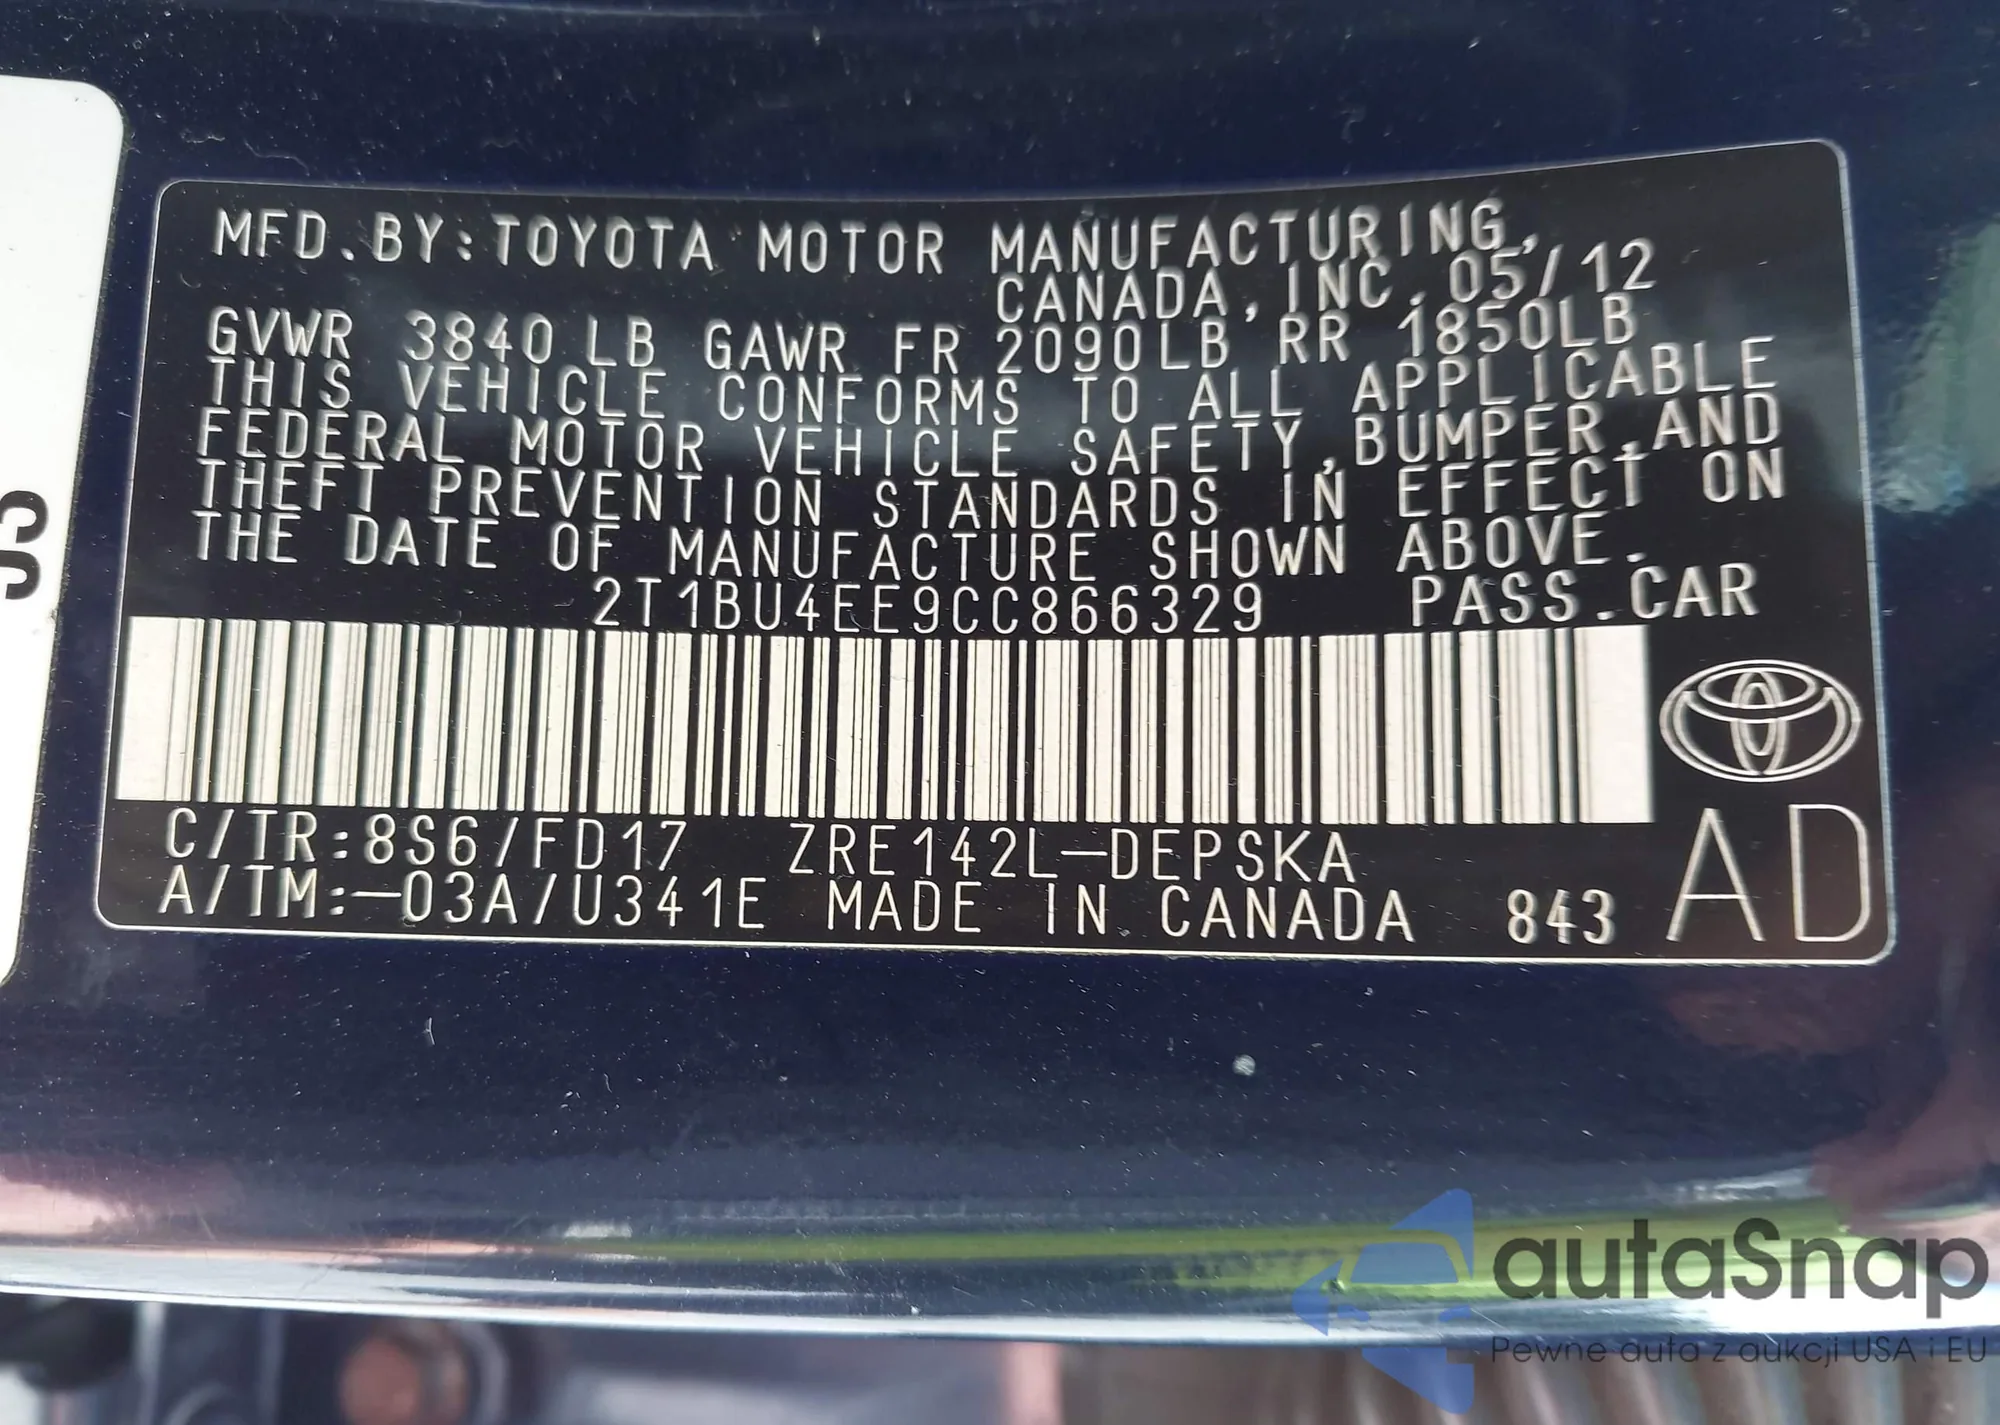 MFD.BY:TOYOTA MOTOR MANUFACTURING,
CANADA,INC.05/12
GVWR 3840LB GAWR FR 2090LB RR 1850LB
THIS VEHICLE CONFORMS TO ALL APPLICABLE
FEDERAL MOTOR VEHICLE SAFETY,BUMPER,AND
THEFT PREVENTION STANDARDS IN EFFECT ON
THE DATE OF MANUFACTURE SHOWN ABOVE.
2T1BU4EE9CC866329 PASS.CAR
C/TR:8S6/FD17 ZRE142L-DEPSKA
A/TM:-03A/U341E MADE IN CANADA 843
AD
autaSnap
Pewne auta z aukcji USA i EU